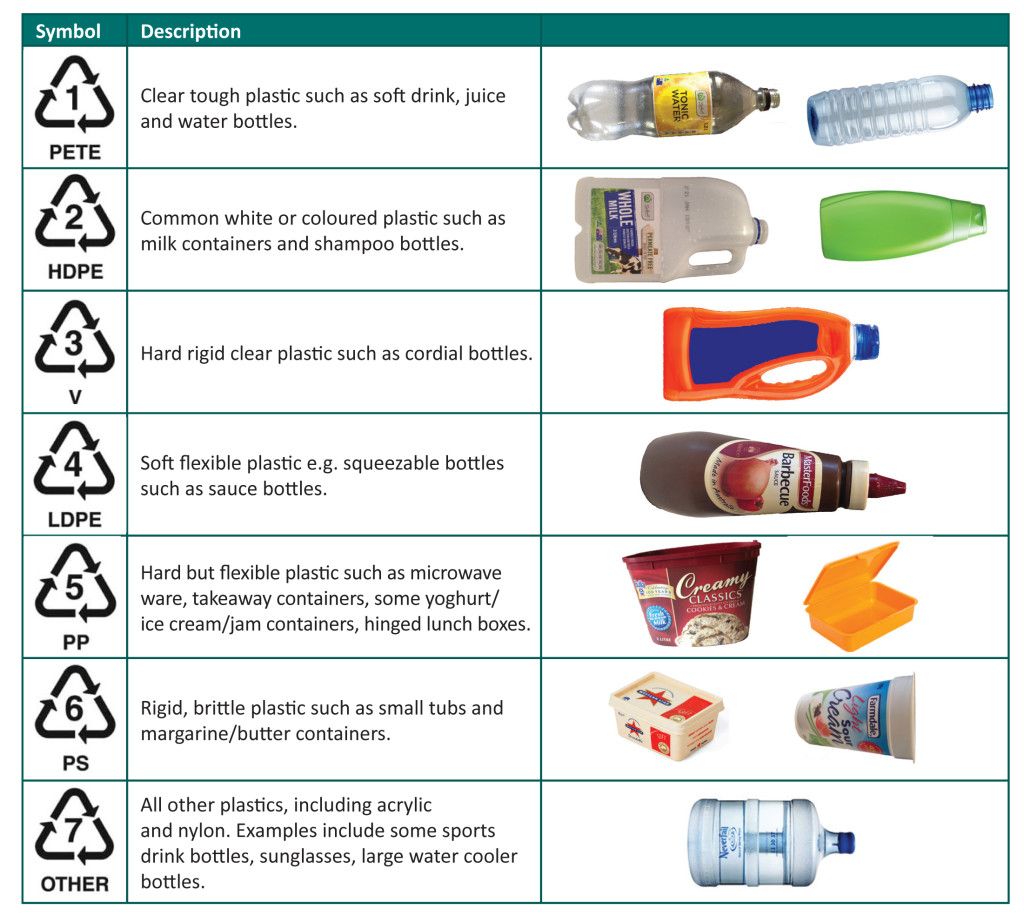 Symbol
Description
1
PETE
Clear tough plastic such as soft drink, juice
and water bottles.
TONIC
WATER
2
HDPE
Common white or coloured plastic such as
milk containers and shampoo bottles.
WHOLE
MILK
PERMEATE FREE
3
V
Hard rigid clear plastic such as cordial bottles.
4
LDPE
Soft flexible plastic e.g. squeezable bottles
such as sauce bottles.
MasterFoods
Barbecue
SAUCE
Made in Australia
5
PP
Hard but flexible plastic such as microwave
ware, takeaway containers, some yoghurt/
ice cream/jam containers, hinged lunch boxes.
Creamy
CLASSICS
COOKIES & CREAM
6
PS
Rigid, brittle plastic such as small tubs and
margarine/butter containers.
Farmdale
Light
Sour
Cream
7
OTHER
All other plastics, including acrylic
and nylon. Examples include some sports
drink bottles, sunglasses, large water cooler
bottles.
Neverfail